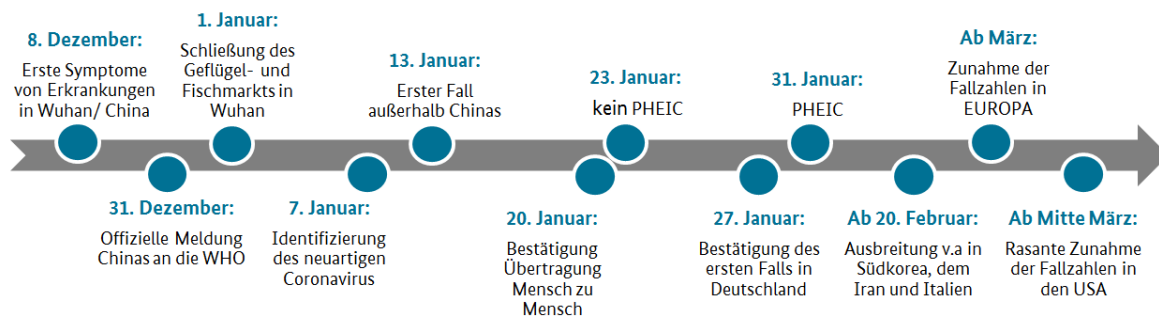 8. Dezember:
Erste Symptome
von Erkrankungen
in Wuhan/ China
31. Dezember:
Offizielle Meldung
Chinas an die WHO
1. Januar:
Schließung des
Geflügel- und
Fischmarkts in
Wuhan
7. Januar:
Identifizierung
des neuartigen
Coronavirus
13. Januar:
Erster Fall
außerhalb Chinas
20. Januar:
Bestätigung
Übertragung
Mensch zu
Mensch
23. Januar:
kein PHEIC
27. Januar:
Bestätigung des
ersten Falls in
Deutschland
31. Januar:
PHEIC
Ab 20. Februar:
Ausbreitung v.a in
Südkorea, dem
Iran und Italien
Ab März:
Zunahme der
Fallzahlen in
EUROPA
Ab Mitte März:
Rasante Zunahme
der Fallzahlen in
den USA